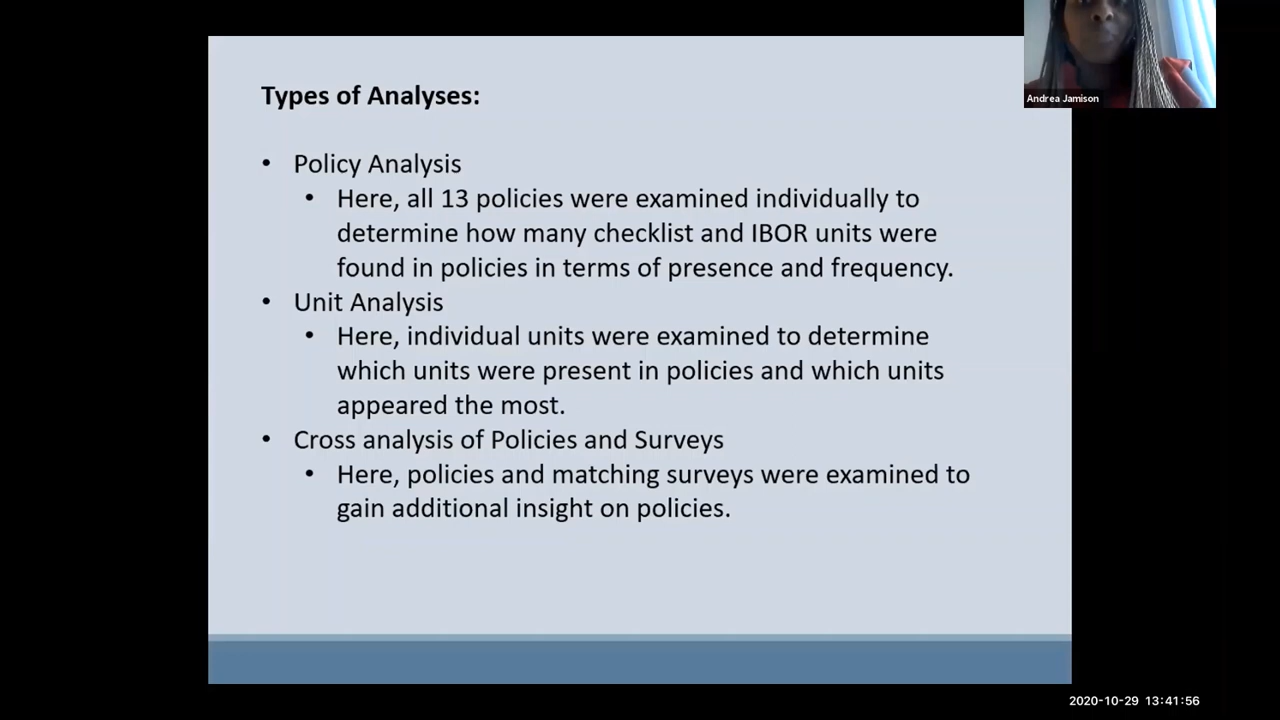 Types of Analyses:
• Policy Analysis
• Here, all 13 policies were examined individually to
determine how many checklist and IBOR units were
found in policies in terms of presence and frequency.
• Unit Analysis
• Here, individual units were examined to determine
which units were present in policies and which units
appeared the most.
• Cross analysis of Policies and Surveys
• Here, policies and matching surveys were examined to
gain additional insight on policies.
Andrea Jamison
2020-10-29 13:41:56